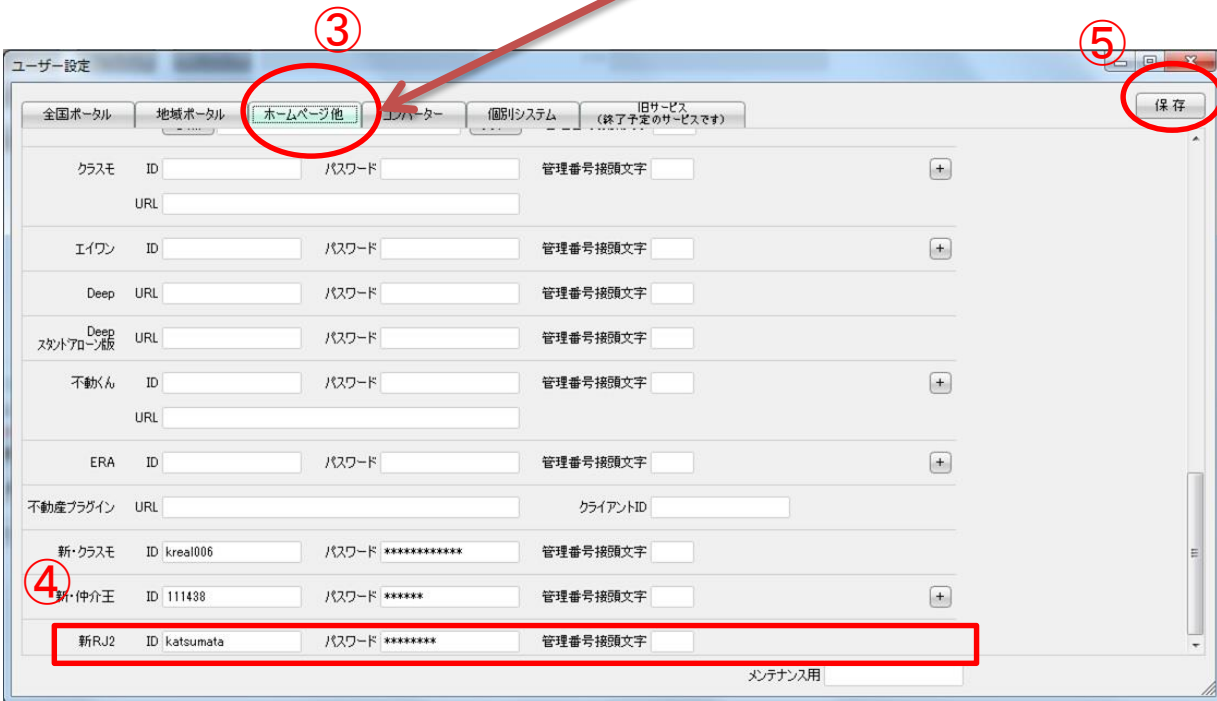 ③
⑤
ユーザー設定
全国ポータル 地域ポータル ホームページ他 コンバーター 個別システム 旧サービス
(終了予定のサービスです)
保存
クラスモ ID パスワード 管理番号接頭文字 +
URL
エイワン ID パスワード 管理番号接頭文字 +
Deep URL パスワード 管理番号接頭文字
Deep
スタンドアローン版 URL パスワード 管理番号接頭文字
不動くん ID パスワード 管理番号接頭文字 +
URL
ERA ID パスワード 管理番号接頭文字 +
不動産プラグイン URL クライアントID
新・クラスモ ID kreal006 パスワード ************ 管理番号接頭文字
④
新・仲介王 ID 111438 パスワード ****** 管理番号接頭文字 +
新RJ2 ID katsumata パスワード ******** 管理番号接頭文字
メンテナンス用